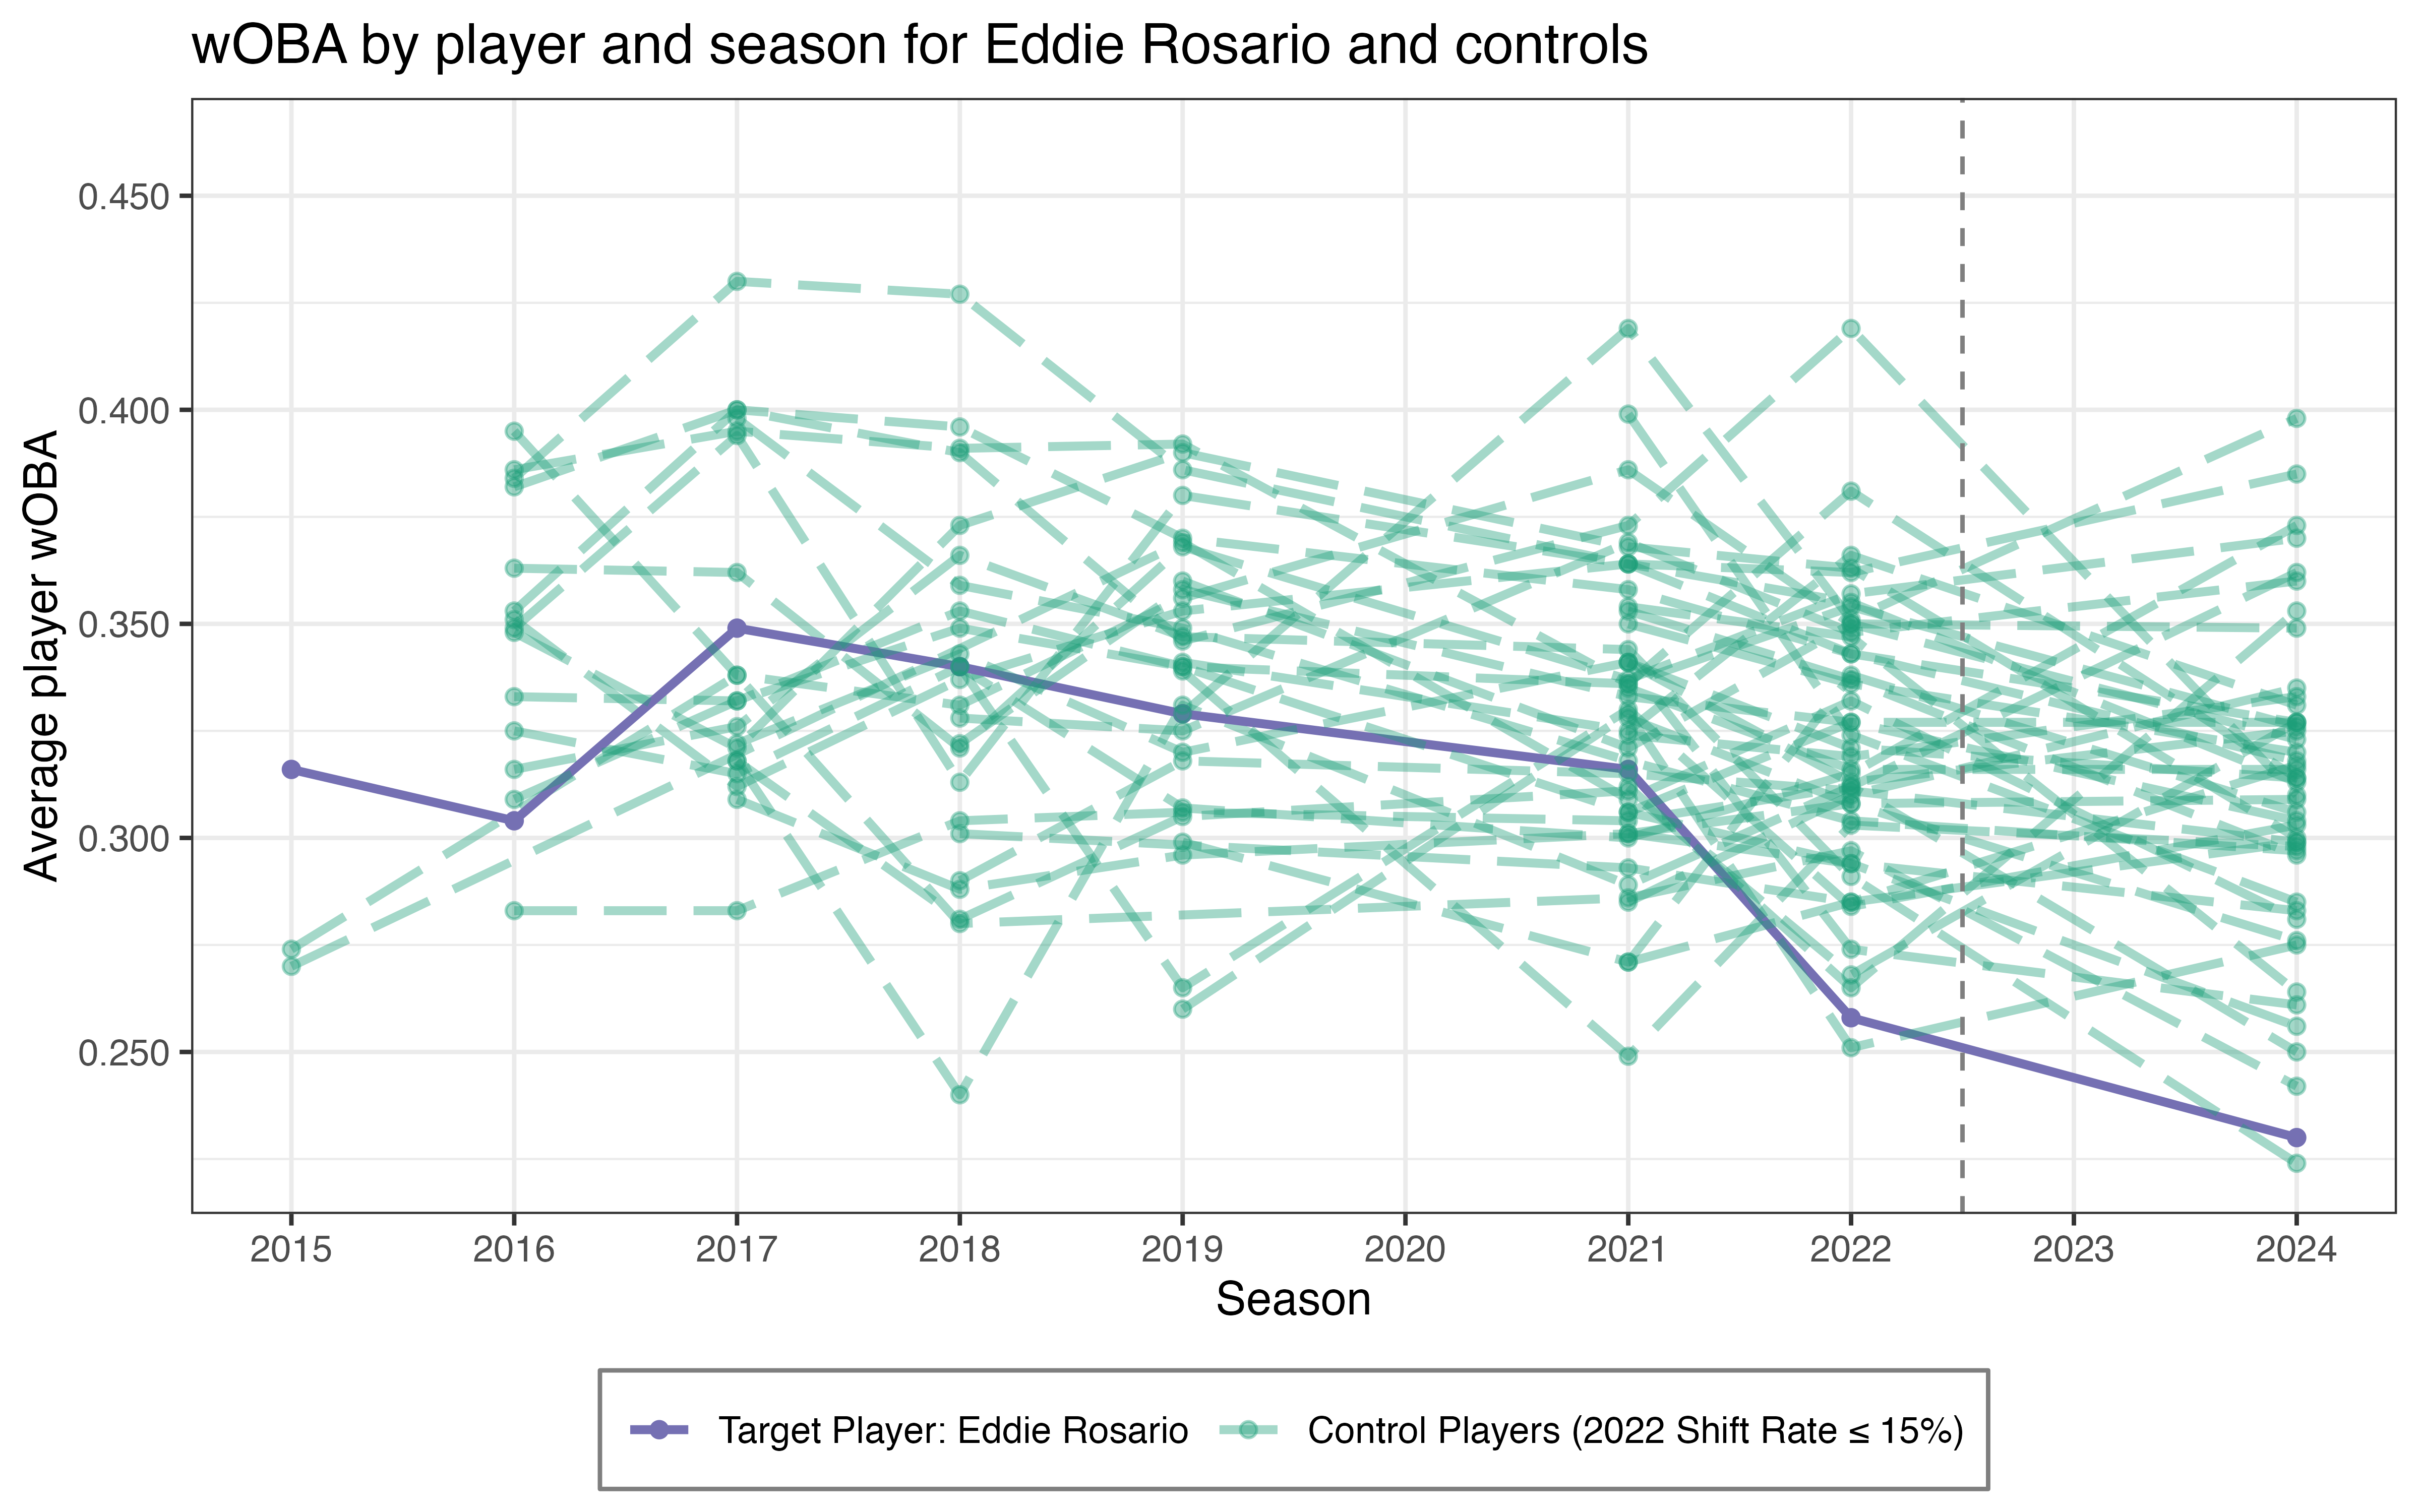 wOBA by player and season for Eddie Rosario and controls
Average player wOBA
0.450
0.400
0.350
0.300
0.250
2015 2016 2017 2018 2019 2020 2021 2022 2023 2024
Season
Target Player: Eddie Rosario Control Players (2022 Shift Rate ≤ 15%)